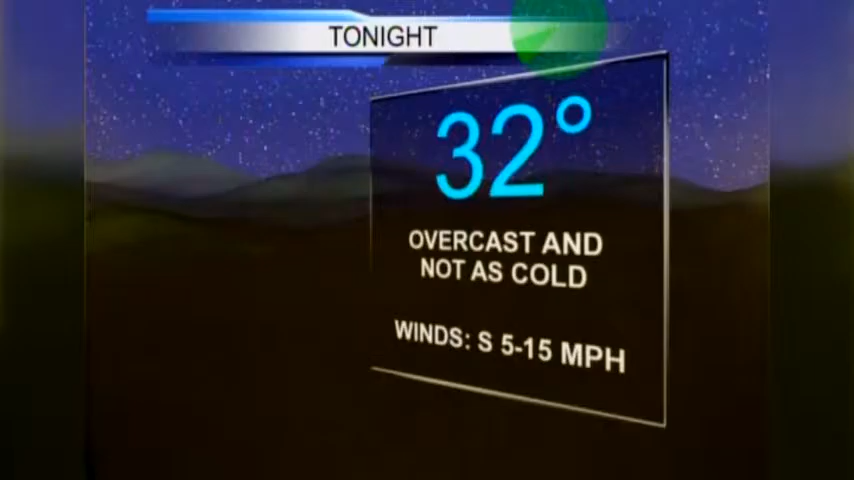 TONIGHT
32°
OVERCAST AND
NOT AS COLD
WINDS: S 5-15 MPH